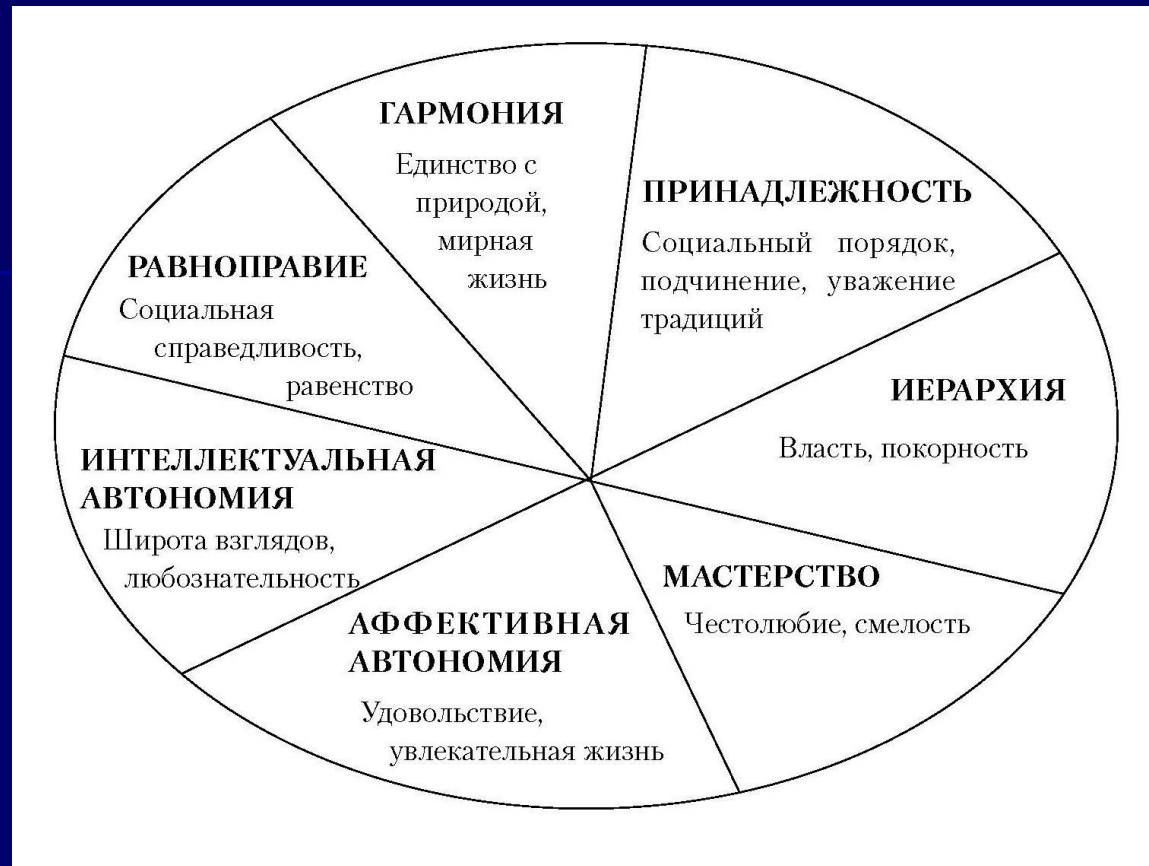 ГАРМОНИЯ
Единство с
природой,
мирная
жизнь
ПРИНАДЛЕЖНОСТЬ
Социальный порядок,
подчинение, уважение
традиций
РАВНОПРАВИЕ
Социальная
справедливость,
равенство
ИЕРАРХИЯ
Власть, покорность
ИНТЕЛЛЕКТУАЛЬНАЯ
АВТОНОМИЯ
Широта взглядов,
любознательность
МАСТЕРСТВО
Честолюбие, смелость
АФФЕКТИВНАЯ
АВТОНОМИЯ
Удовольствие,
увлекательная жизнь